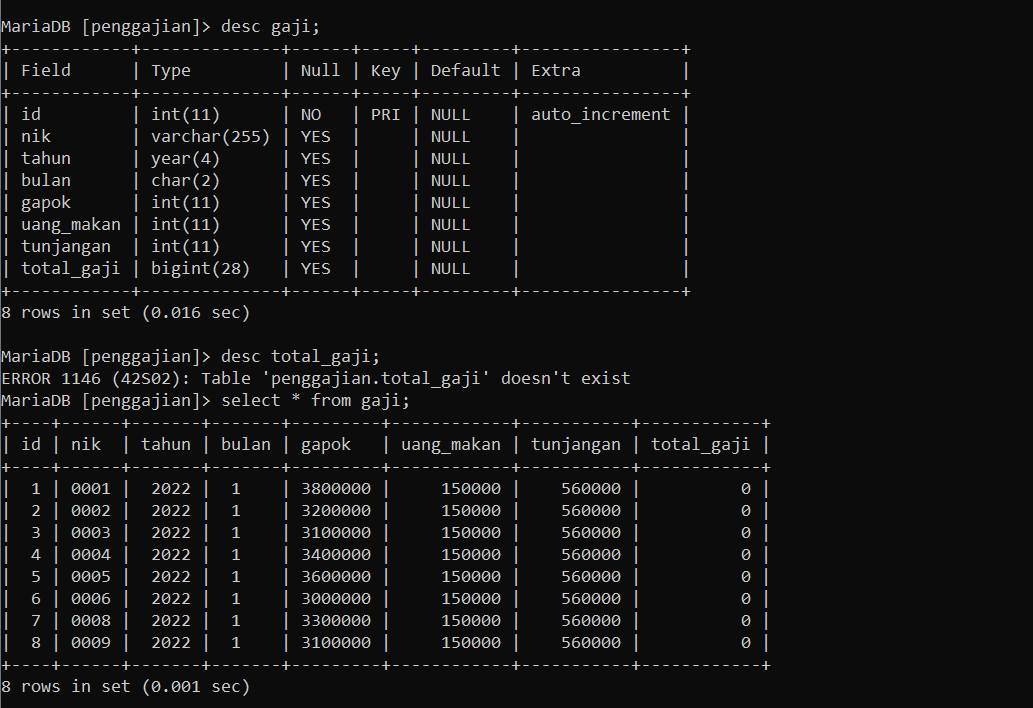 MariaDB [penggajian]> desc gaji;
+------------+--------------+------+-----+---------+----------------+
| Field      | Type         | Null | Key | Default | Extra          |
+------------+--------------+------+-----+---------+----------------+
| id         | int(11)      | NO   | PRI | NULL    | auto_increment |
| nik        | varchar(255) | YES  |     | NULL    |                |
| tahun      | year(4)      | YES  |     | NULL    |                |
| bulan      | char(2)      | YES  |     | NULL    |                |
| gapok      | int(11)      | YES  |     | NULL    |                |
| uang_makan | int(11)      | YES  |     | NULL    |                |
| tunjangan  | int(11)      | YES  |     | NULL    |                |
| total_gaji | bigint(28)   | YES  |     | NULL    |                |
+------------+--------------+------+-----+---------+----------------+
8 rows in set (0.016 sec)

MariaDB [penggajian]> desc total_gaji;
ERROR 1146 (42S02): Table 'penggajian.total_gaji' doesn't exist
MariaDB [penggajian]> select * from gaji;
+----+------+-------+-------+---------+------------+-----------+------------+
| id | nik  | tahun | bulan | gapok   | uang_makan | tunjangan | total_gaji |
+----+------+-------+-------+---------+------------+-----------+------------+
|  1 | 0001 |  2022 | 1     | 3800000 |     150000 |    560000 |          0 |
|  2 | 0002 |  2022 | 1     | 3200000 |     150000 |    560000 |          0 |
|  3 | 0003 |  2022 | 1     | 3100000 |     150000 |    560000 |          0 |
|  4 | 0004 |  2022 | 1     | 3400000 |     150000 |    560000 |          0 |
|  5 | 0005 |  2022 | 1     | 3600000 |     150000 |    560000 |          0 |
|  6 | 0006 |  2022 | 1     | 3000000 |     150000 |    560000 |          0 |
|  7 | 0008 |  2022 | 1     | 3300000 |     150000 |    560000 |          0 |
|  8 | 0009 |  2022 | 1     | 3100000 |     150000 |    560000 |          0 |
+----+------+-------+-------+---------+------------+-----------+------------+
8 rows in set (0.001 sec)